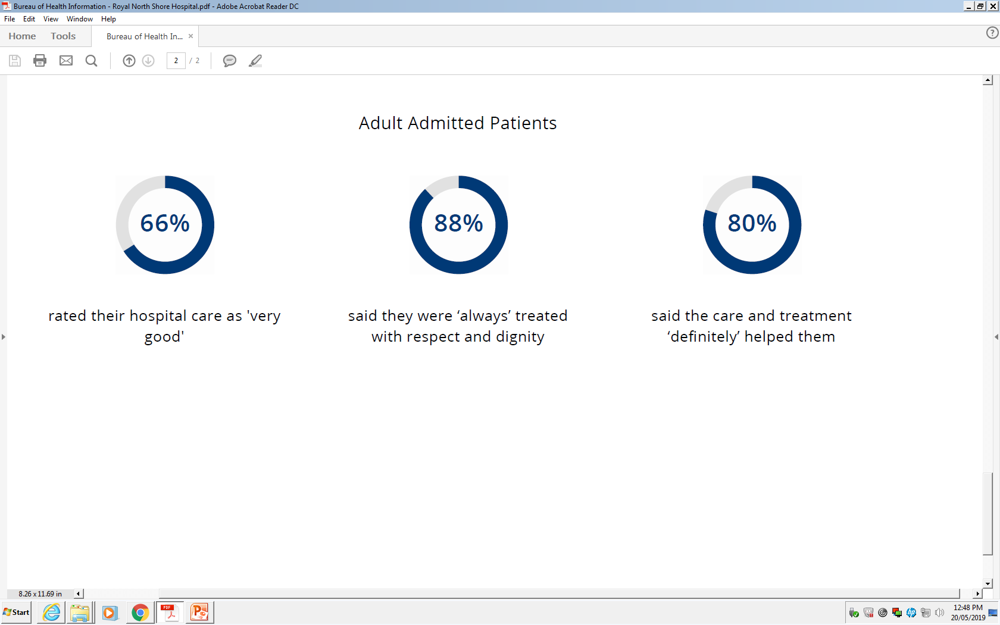 Bureau of Health Information - Royal North Shore Hospital.pdf - Adobe Acrobat Reader DC
File Edit View Window Help
Home Tools Bureau of Health In... ×
2 / 2
Adult Admitted Patients
66%
rated their hospital care as 'very
good'
88%
said they were ‘always’ treated
with respect and dignity
80%
said the care and treatment
‘definitely’ helped them
8.26 x 11.69 in
Start
PDF
12:48 PM
20/05/2019